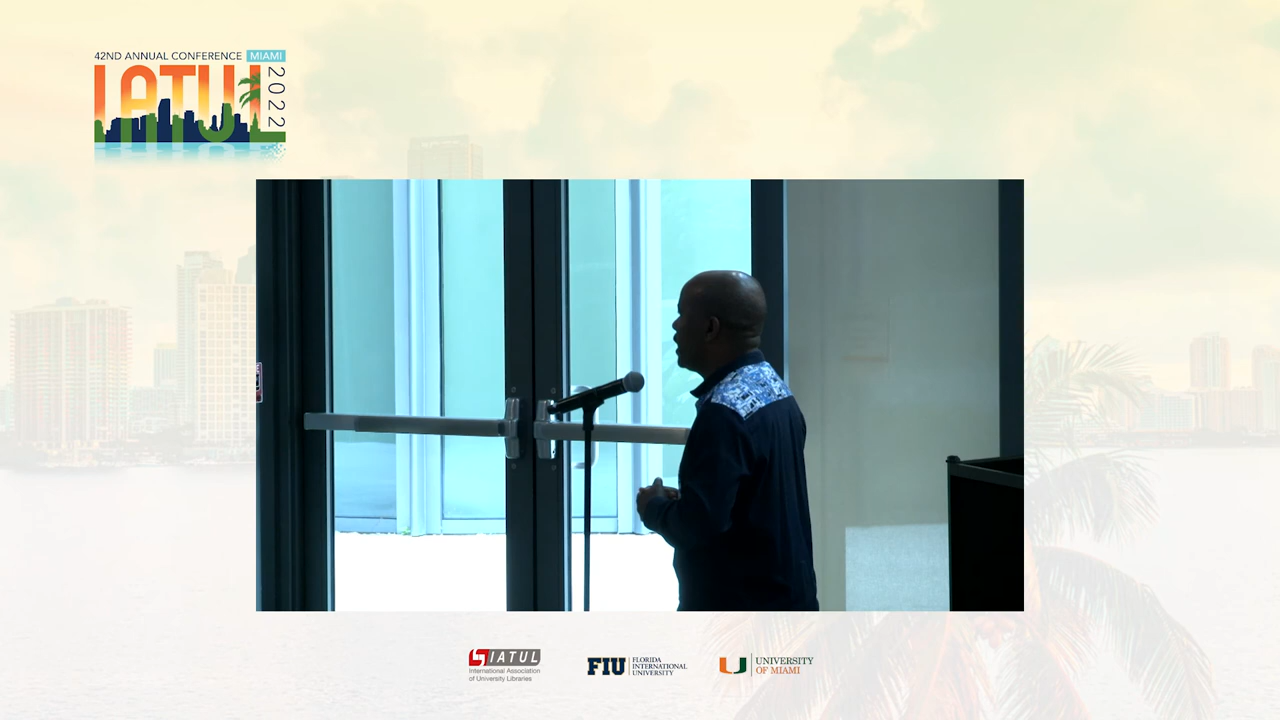 42ND ANNUAL CONFERENCE MIAMI
IATUL
2022
IATUL
International Association
of University Libraries
FIU
FLORIDA
INTERNATIONAL
UNIVERSITY
U
UNIVERSITY
OF MIAMI